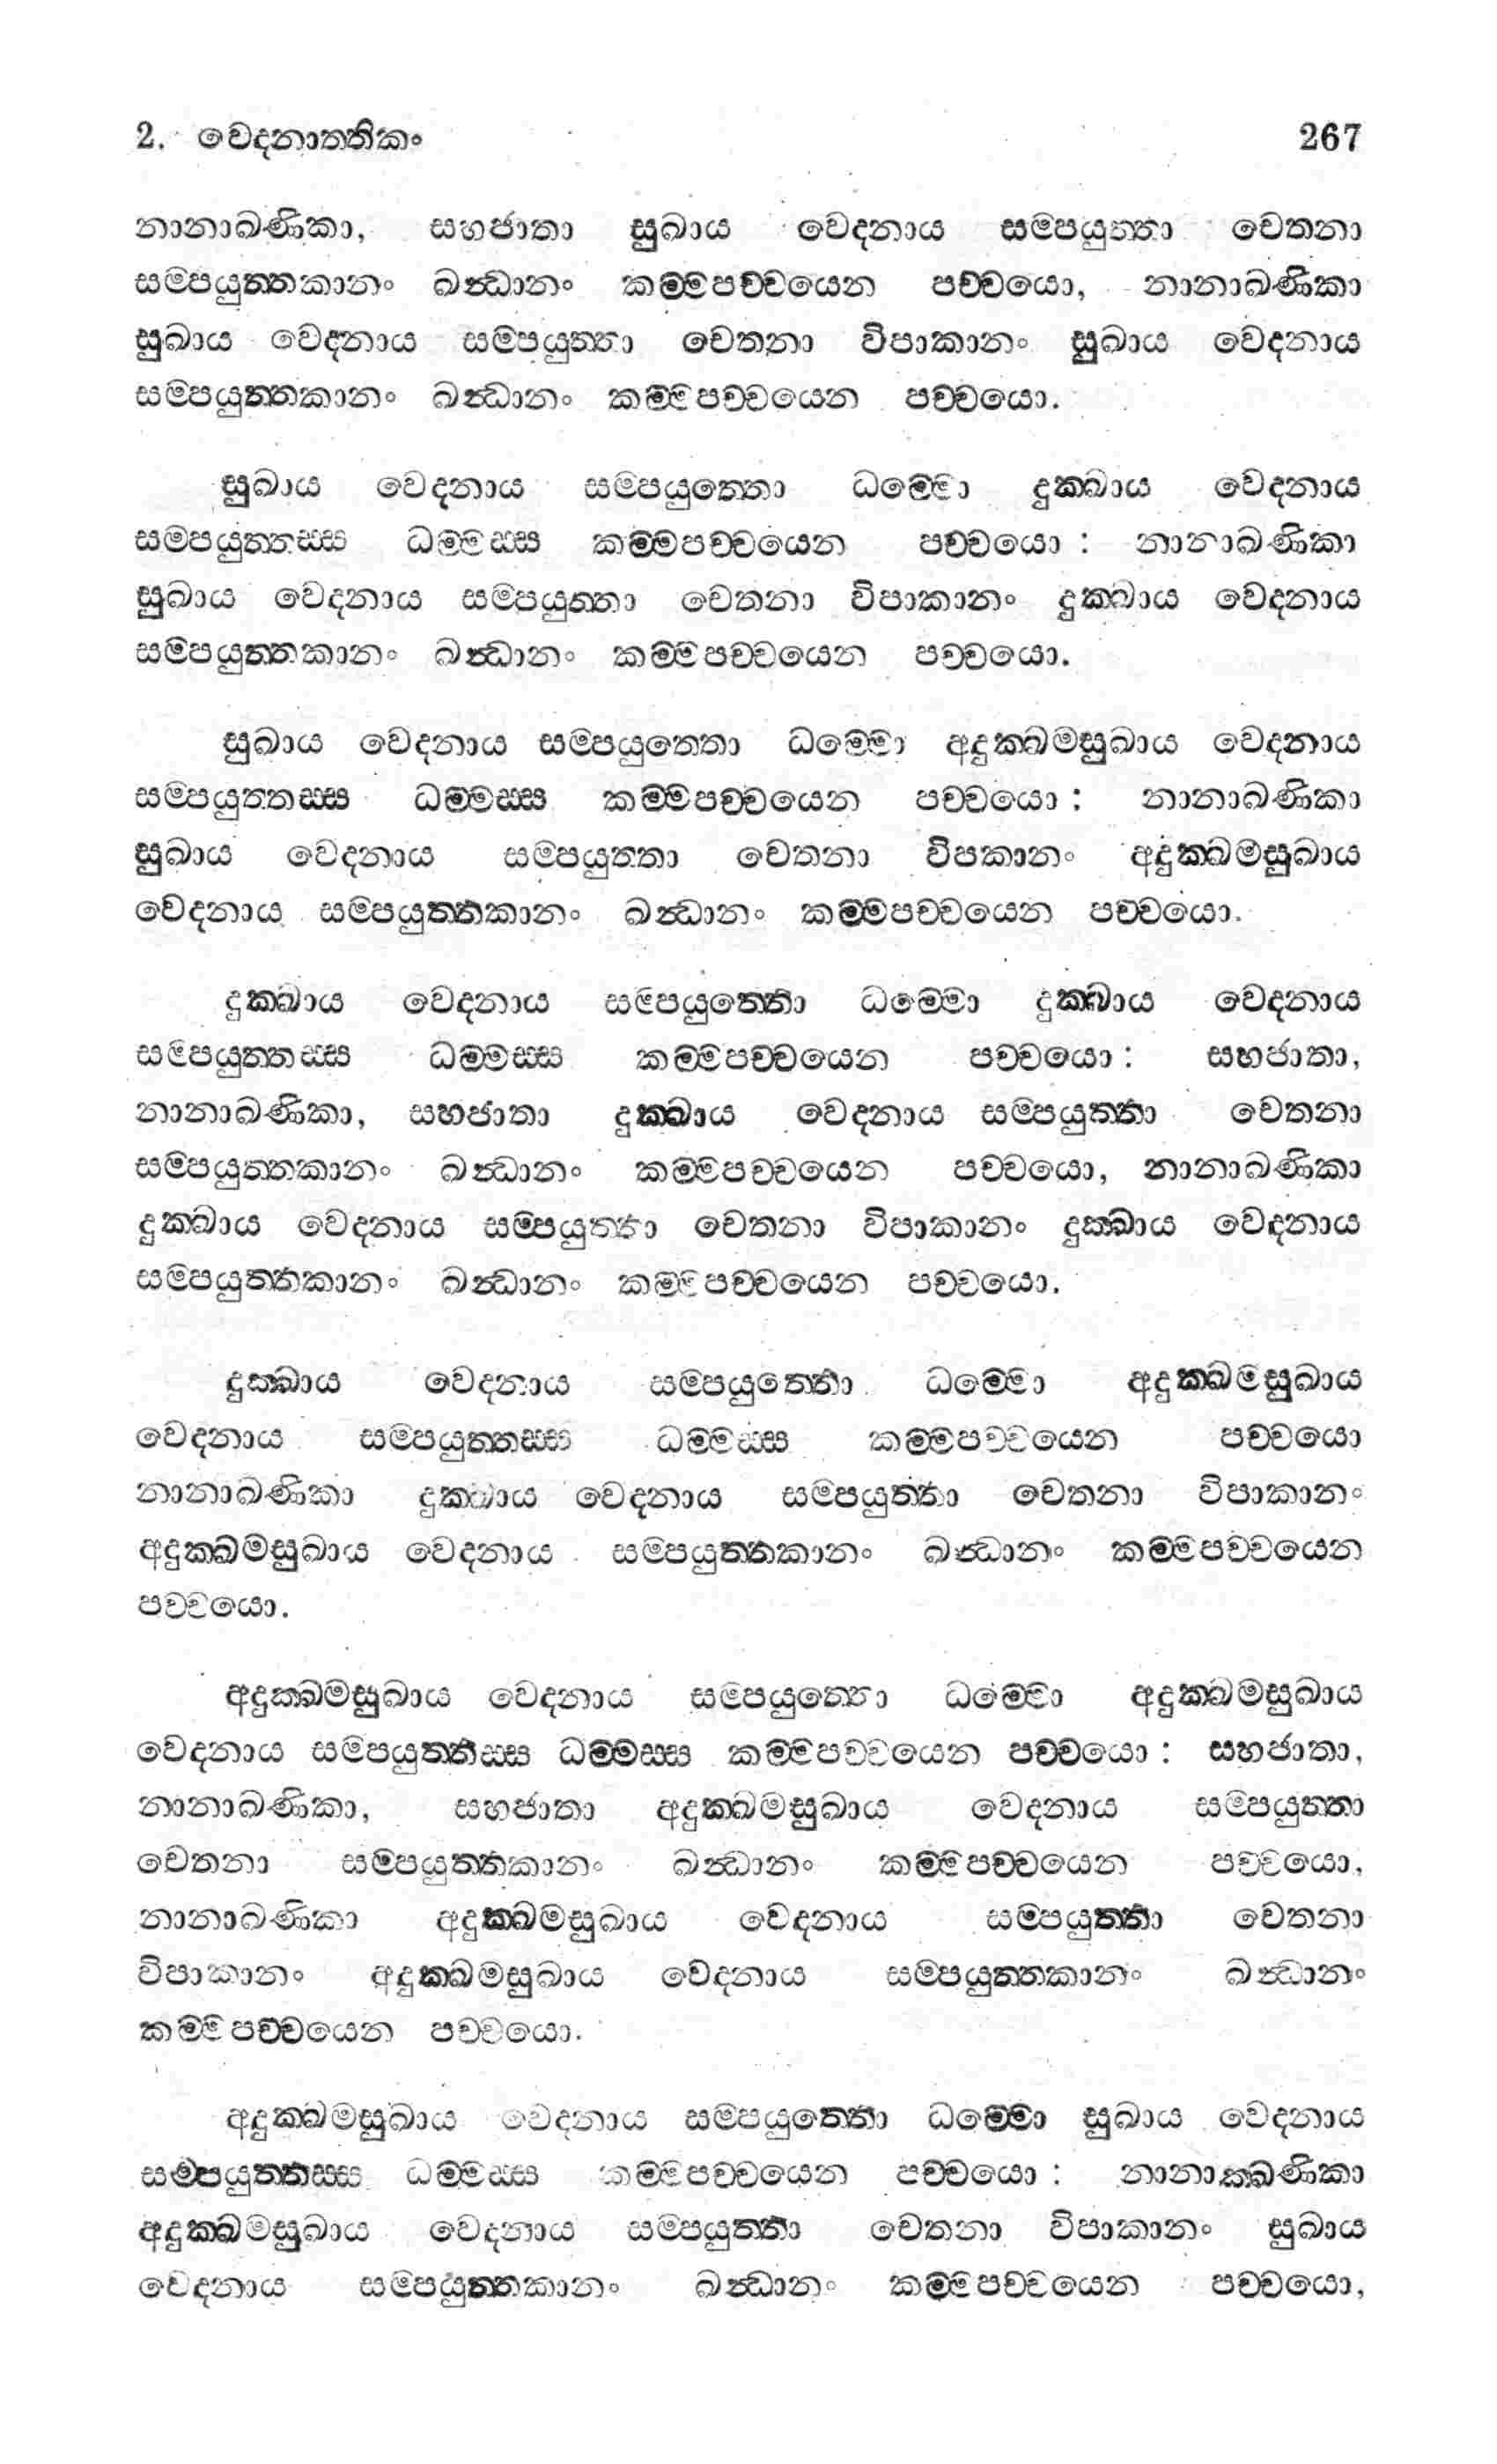 2. වෙදනාතතිකං 267
නානාඛණිකා, සහජාතා සුඛාය වෙදනාය සම්පයුත්තා චෙතනා
සම්පයුත්තකානං ඛන්ධානං කම්මපච්චයෙන පච්චයො, නානාඛණිකා
සුඛාය වෙදනාය සම්පයුත්තා චෙතනා විපාකානං සුඛාය වෙදනාය
සම්පයුත්තකානං ඛන්ධානං කම්මපච්චයෙන පච්චයො.
සුඛාය වෙදනාය සම්පයුත්තො ධම්මො දුක්ඛාය වෙදනාය
සම්පයුත්තස්ස ධම්මස්ස කම්මපච්චයෙන පච්චයො : නානාඛණිකා
සුඛාය වෙදනාය සම්පයුත්තා චෙතනා විපාකානං දුක්ඛාය වෙදනාය
සම්පයුත්තකානං ඛන්ධානං කම්මපච්චයෙන පච්චයො.
සුඛාය වෙදනාය සම්පයුත්තො ධම්මො අදුක්ඛමසුඛාය වෙදනාය
සම්පයුත්තස්ස ධම්මස්ස කම්මපච්චයෙන පච්චයො : නානාඛණිකා
සුඛාය වෙදනාය සම්පයුත්තා චෙතනා විපකානං අදුක්ඛමසුඛාය
වෙදනාය සම්පයුත්තකානං ඛන්ධානං කම්මපච්චයෙන පච්චයො.
දුක්ඛාය වෙදනාය සම්පයුත්තො ධම්මො දුක්ඛාය වෙදනාය
සම්පයුත්තස්ස ධම්මස්ස කම්මපච්චයෙන පච්චයො : සහජාතා,
නානාඛණිකා, සහජාතා දුක්ඛාය වෙදනාය සම්පයුත්තා චෙතනා
සම්පයුත්තකානං ඛන්ධානං කම්මපච්චයෙන පච්චයො, නානාඛණිකා
දුක්ඛාය වෙදනාය සම්පයුත්තා චෙතනා විපාකානං දුක්ඛාය වෙදනාය
සම්පයුත්තකානං ඛන්ධානං කම්මපච්චයෙන පච්චයො.
දුක්ඛාය වෙදනාය සම්පයුත්තො ධම්මො අදුක්ඛමසුඛාය
වෙදනාය සම්පයුත්තස්ස ධම්මස්ස කම්මපච්චයෙන පච්චයො
නානාඛණිකා දුක්ඛාය වෙදනාය සම්පයුත්තා චෙතනා විපාකානං
අදුක්ඛමසුඛාය වෙදනාය සම්පයුත්තකානං ඛන්ධානං කම්මපච්චයෙන
පච්චයො.
අදුක්ඛමසුඛාය වෙදනාය සම්පයුත්තො ධම්මො අදුක්ඛමසුඛාය
වෙදනාය සම්පයුත්තස්ස ධම්මස්ස කම්මපච්චයෙන පච්චයො : සහජාතා,
නානාඛණිකා, සහජාතා අදුක්ඛමසුඛාය වෙදනාය සම්පයුත්තා
චෙතනා සම්පයුත්තකානං ඛන්ධානං කම්මපච්චයෙන පච්චයො,
නානාඛණිකා අදුක්ඛමසුඛාය වෙදනාය සම්පයුත්තා චෙතනා
විපාකානං අදුක්ඛමසුඛාය වෙදනාය සම්පයුත්තකානං ඛන්ධානං
කම්මපච්චයෙන පච්චයො.
අදුක්ඛමසුඛාය වෙදනාය සම්පයුත්තො ධම්මො සුඛාය වෙදනාය
සම්පයුත්තස්ස ධම්මස්ස කම්මපච්චයෙන පච්චයො : නානාක්ඛණිකා
අදුක්ඛමසුඛාය වෙදනාය සම්පයුත්තා චෙතනා විපාකානං සුඛාය
වෙදනාය සම්පයුත්තකානං ඛන්ධානං කම්මපච්චයෙන පච්චයො,